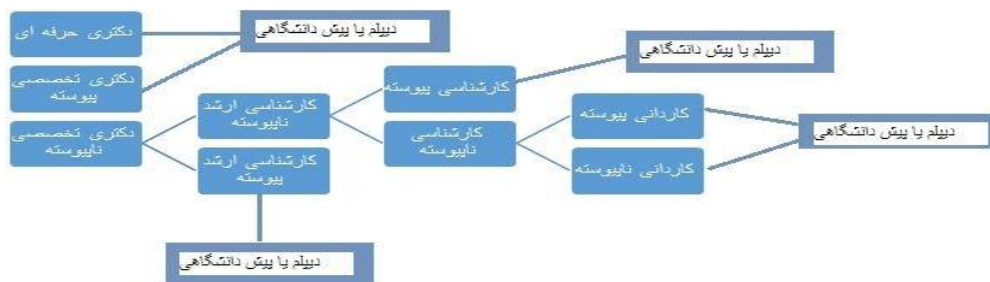 دکتری حرفه ای
دیپلم یا پیش دانشگاهی
دکتری تخصصی
پیوسته
دیپلم یا پیش دانشگاهی
کارشناسی پیوسته
کارشناسی ارشد
ناپیوسته
کاردانی پیوسته
دیپلم یا پیش دانشگاهی
دکتری تخصصی
ناپیوسته
کارشناسی
ناپیوسته
کارشناسی ارشد
پیوسته
کاردانی ناپیوسته
دیپلم یا پیش دانشگاهی